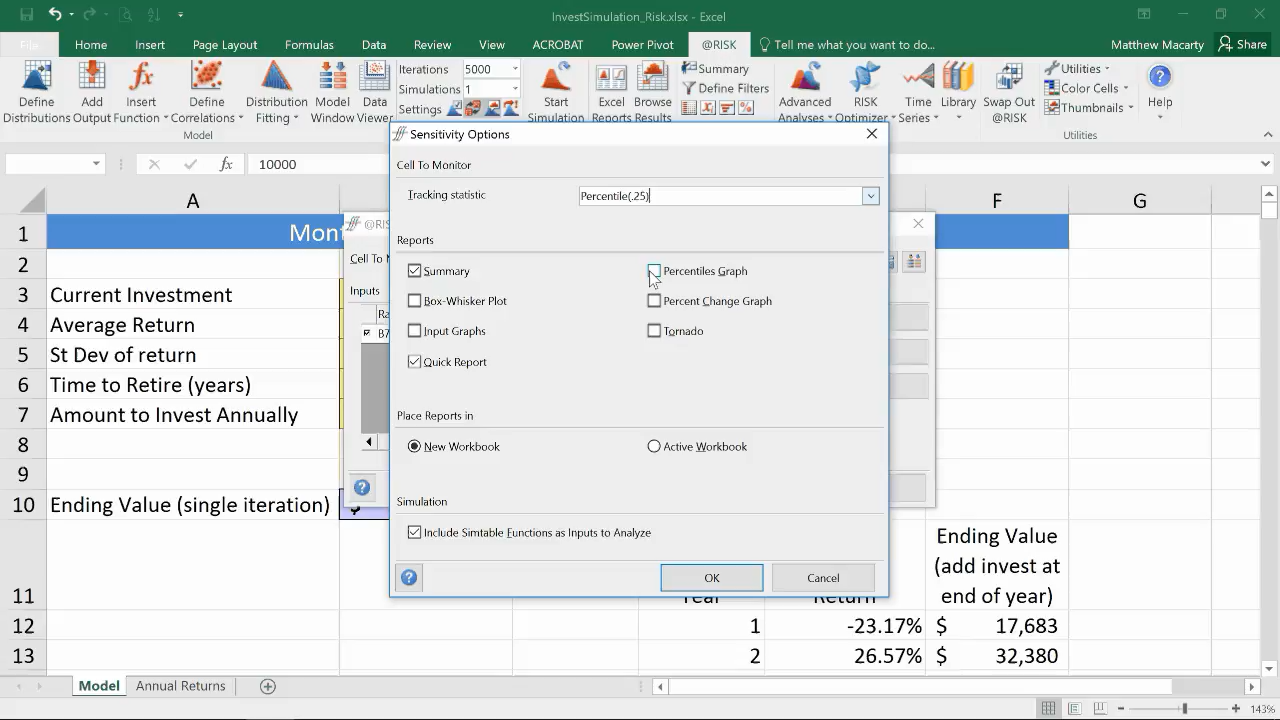 InvestSimulation_Risk.xlsx - Excel
File Home Insert Page Layout Formulas Data Review View ACROBAT Power Pivot @RISK Tell me what you want to do... Matthew Macarty Share
Define Distributions
Add Output
Insert Function
Define Correlations
Distribution Fitting
Model Window
Data Viewer
Iterations 5000
Simulations 1
Settings
Start Simulation
Excel Reports
Browse Results
Summary
Define Filters
Advanced Analyses
RISK Optimizer
Time Series
Library
Swap Out @RISK
Utilities
Color Cells
Thumbnails
Help
Model
Utilities
fx 10000
Sensitivity Options
Cell To Monitor
Tracking statistic Percentile(.25)
Reports
Summary Percentiles Graph
Box-Whisker Plot Percent Change Graph
Input Graphs Tornado
Quick Report
Place Reports in
New Workbook Active Workbook
Simulation
Include Simtable Functions as Inputs to Analyze
OK Cancel
@RIS
Cell To M
Inputs
Ra
B7
A F G
1 Mont
2
3 Current Investment
4 Average Return
5 St Dev of return
6 Time to Retire (years)
7 Amount to Invest Annually
8
9
10 Ending Value (single iteration) $
11 Year Return Ending Value
(add invest at
end of year)
12 1 -23.17% $ 17,683
13 2 26.57% $ 32,380
Model Annual Returns
143%